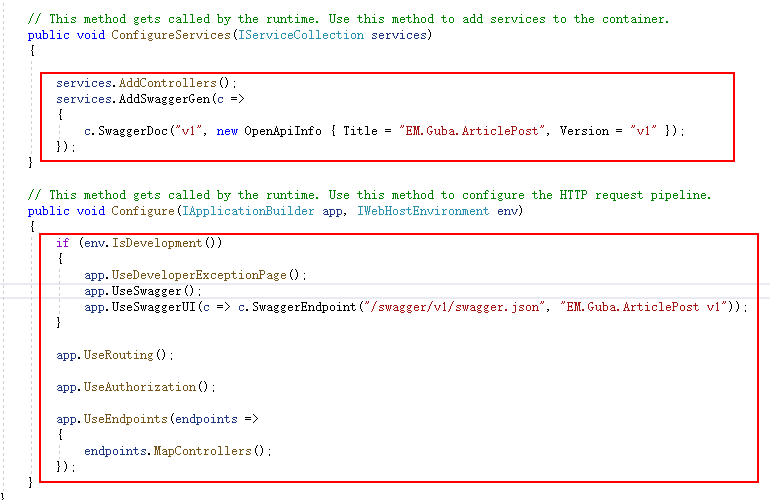 // This method gets called by the runtime. Use this method to add services to the container.
public void ConfigureServices(IServiceCollection services)
{
services.AddControllers();
services.AddSwaggerGen(c =>
{
c.SwaggerDoc("v1", new OpenApiInfo { Title = "EM.Guba.ArticlePost", Version = "v1" });
});
}
// This method gets called by the runtime. Use this method to configure the HTTP request pipeline.
public void Configure(IApplicationBuilder app, IWebHostEnvironment env)
{
if (env.IsDevelopment())
{
app.UseDeveloperExceptionPage();
app.UseSwagger();
app.UseSwaggerUI(c => c.SwaggerEndpoint("/swagger/v1/swagger.json", "EM.Guba.ArticlePost v1"));
}
app.UseRouting();
app.UseAuthorization();
app.UseEndpoints(endpoints =>
{
endpoints.MapControllers();
});
}
}